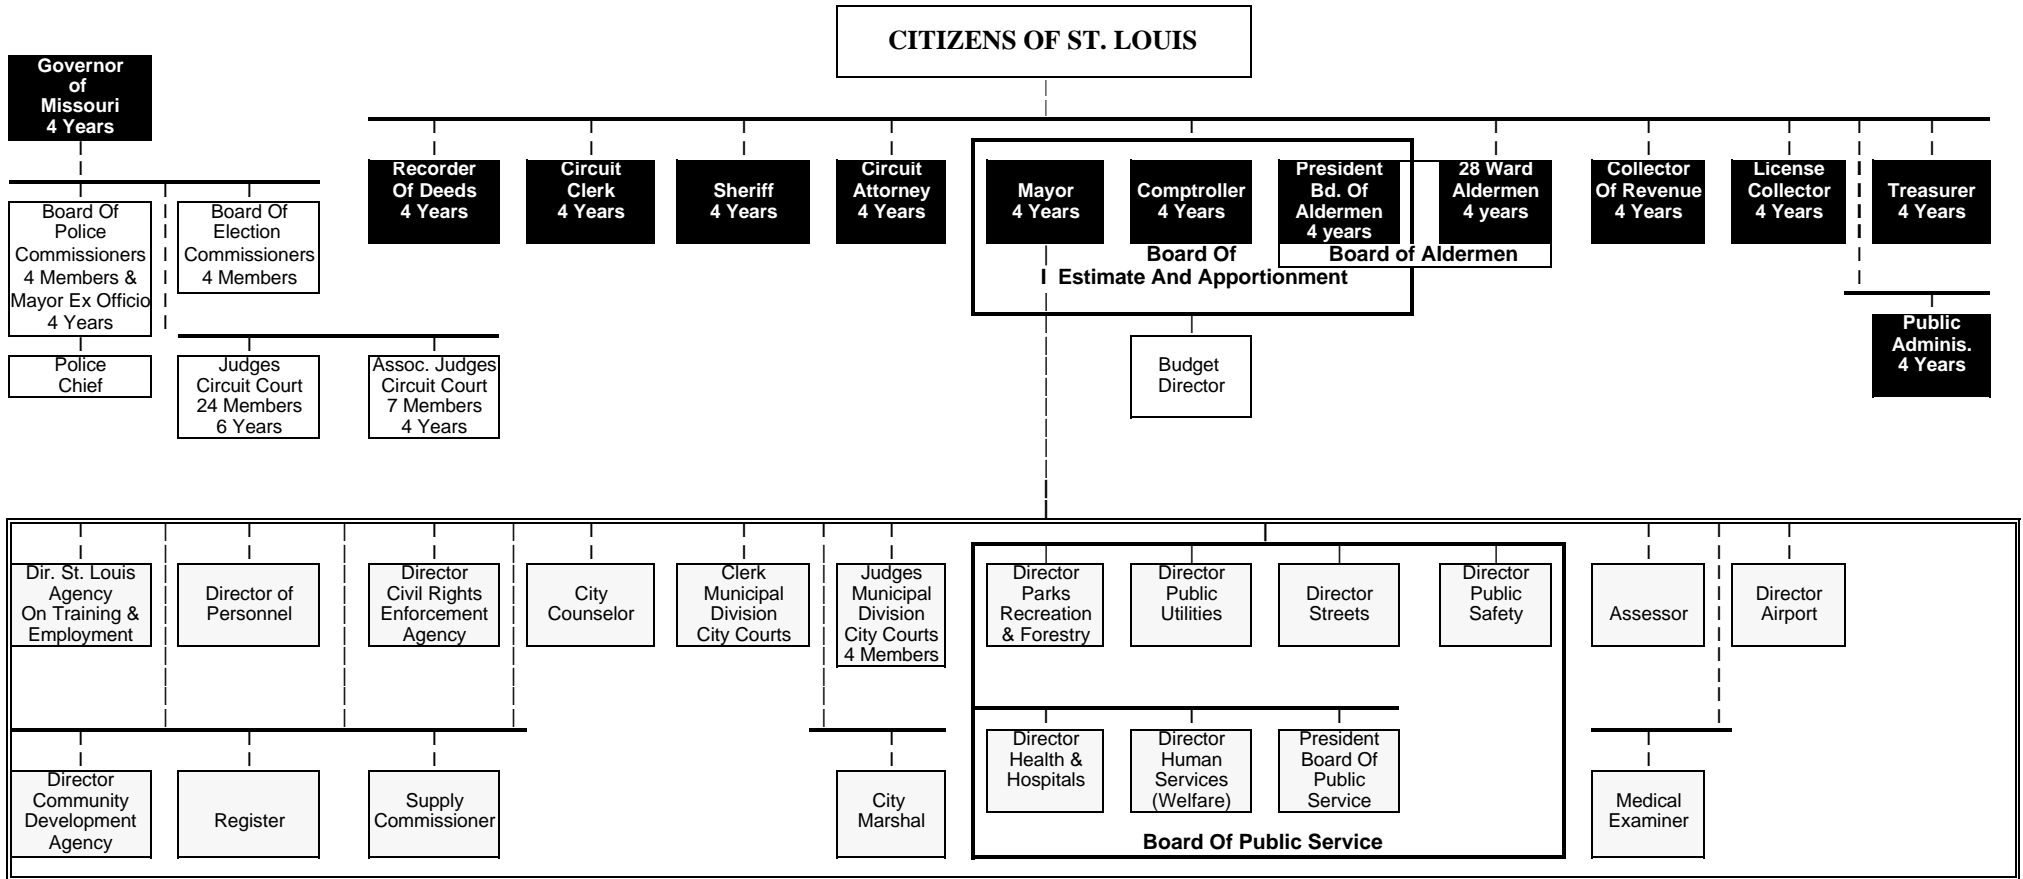 CITIZENS OF ST. LOUIS
Governor
of
Missouri
4 Years
Board Of
Police
Commissioners
4 Members &
Mayor Ex Officio
4 Years
Board Of
Election
Commissioners
4 Members
Police
Chief
Judges
Circuit Court
24 Members
6 Years
Assoc. Judges
Circuit Court
7 Members
4 Years
Recorder
Of Deeds
4 Years
Circuit
Clerk
4 Years
Sheriff
4 Years
Circuit
Attorney
4 Years
Mayor
4 Years
Comptroller
4 Years
President
Bd. Of
Aldermen
4 years
28 Ward
Aldermen
4 years
Board Of
Estimate And Apportionment
Board of Aldermen
Collector
Of Revenue
4 Years
License
Collector
4 Years
Treasurer
4 Years
Public
Adminis.
4 Years
Budget
Director
Dir. St. Louis
Agency
On Training &
Employment
Director of
Personnel
Director
Civil Rights
Enforcement
Agency
City
Counselor
Clerk
Municipal
Division
City Courts
Judges
Municipal
Division
City Courts
4 Members
Director
Parks
Recreation
& Forestry
Director
Public
Utilities
Director
Streets
Director
Public
Safety
Assessor
Director
Airport
Director
Community
Development
Agency
Register
Supply
Commissioner
City
Marshal
Director
Health &
Hospitals
Director
Human
Services
(Welfare)
President
Board Of
Public
Service
Board Of Public Service
Medical
Examiner